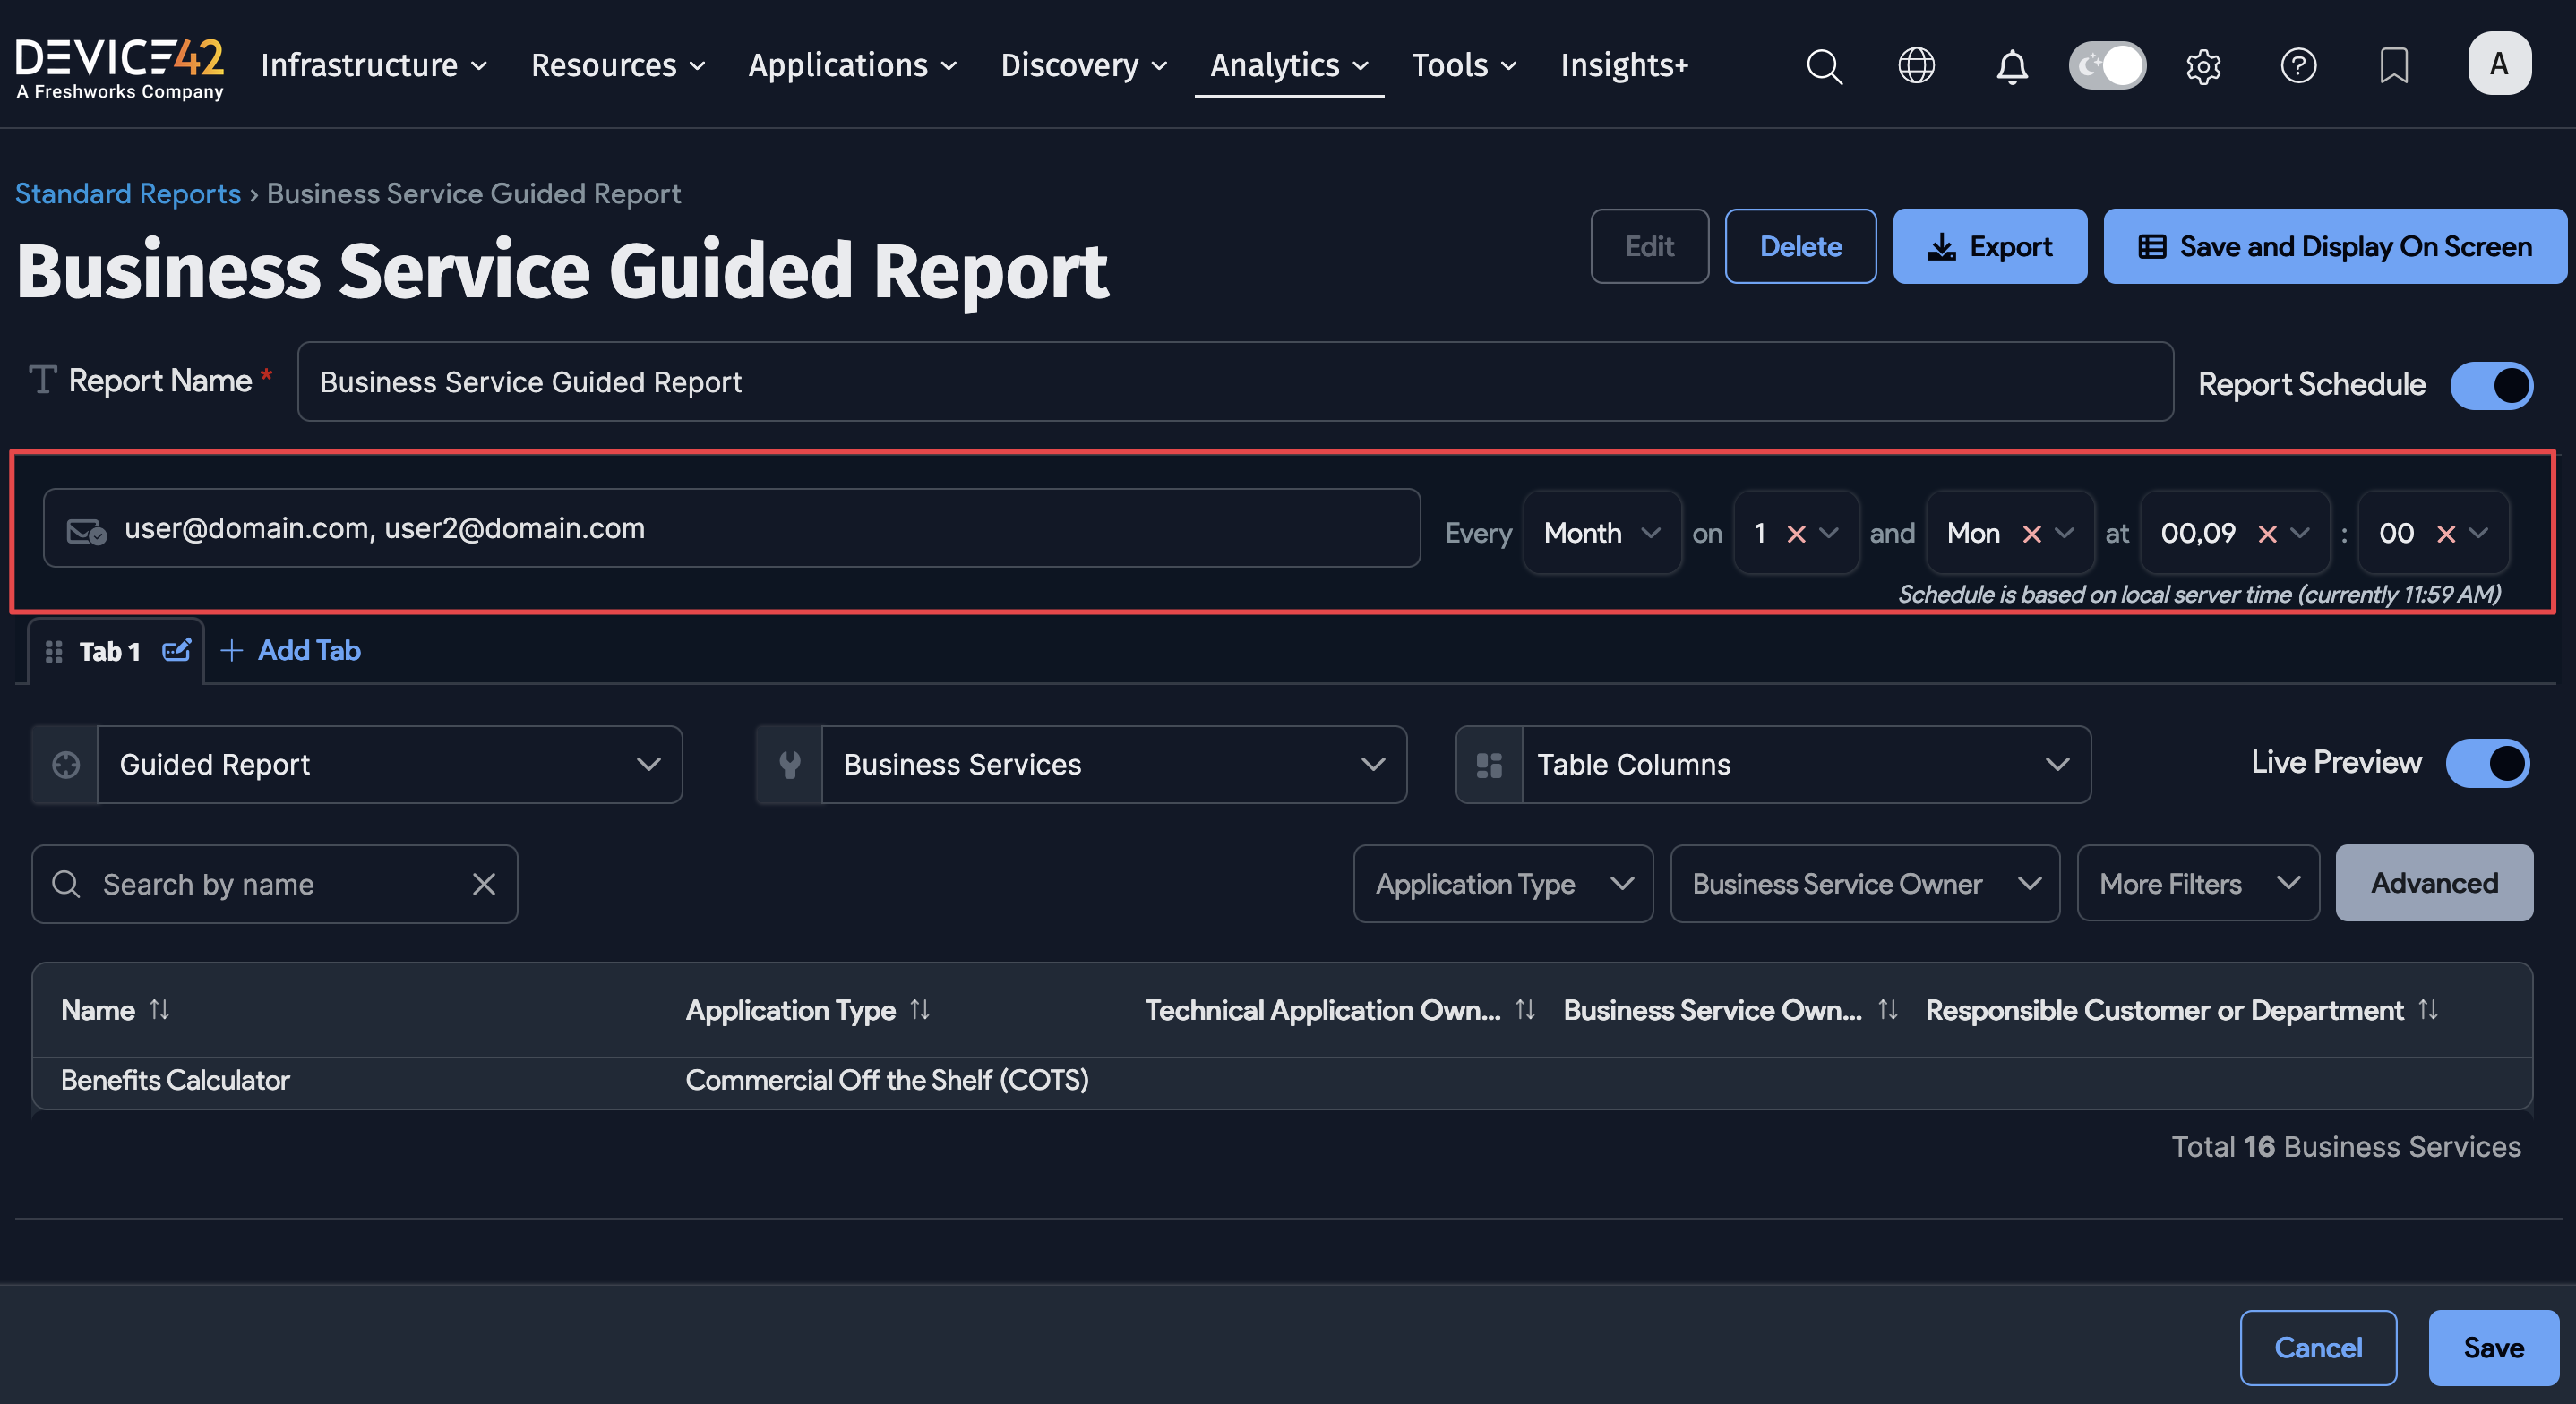 DEVICE42
A Freshworks Company
Infrastructure Resources Applications Discovery Analytics Tools Insights+ A
Standard Reports › Business Service Guided Report
Business Service Guided Report
Edit Delete Export Save and Display On Screen
Report Name * Business Service Guided Report Report Schedule
user@domain.com, user2@domain.com Every Month on 1 and Mon at 00,09 : 00
Schedule is based on local server time (currently 11:59 AM)
Tab 1 + Add Tab
Guided Report Business Services Table Columns Live Preview
Search by name Application Type Business Service Owner More Filters Advanced
Name Application Type Technical Application Own... Business Service Own... Responsible Customer or Department
Benefits Calculator Commercial Off the Shelf (COTS)
Total 16 Business Services
Cancel Save